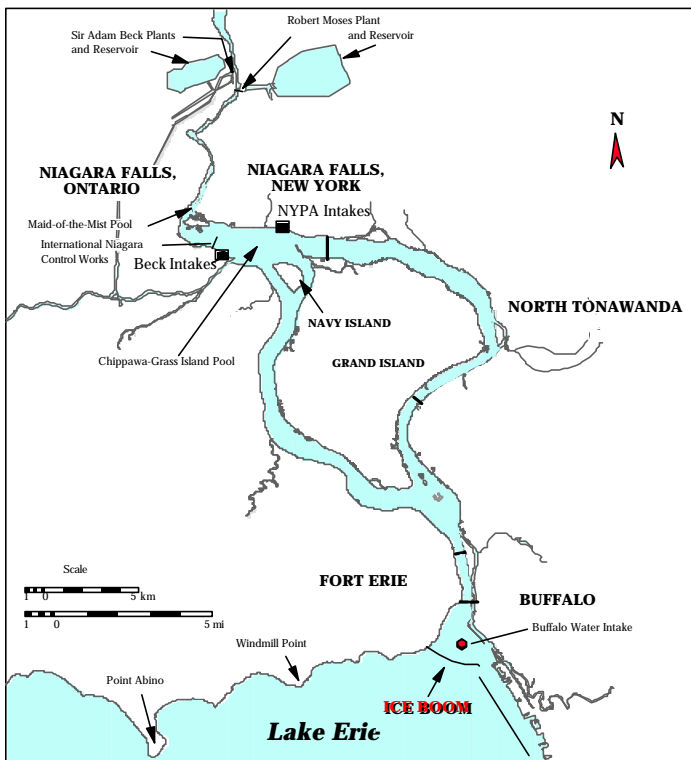 Robert Moses Plant
and Reservoir
Sir Adam Beck Plants
and Reservoir
N
NIAGARA FALLS,
ONTARIO
NIAGARA FALLS,
NEW YORK
NYPA Intakes
Maid-of-the-Mist Pool
International Niagara
Control Works
Beck Intakes
NORTH TONAWANDA
NAVY ISLAND
Chippawa-Grass Island Pool
GRAND ISLAND
Scale
1 0 5 km
1 0 5 mi
FORT ERIE
BUFFALO
Buffalo Water Intake
Windmill Point
Point Abino
ICE BOOM
Lake Erie